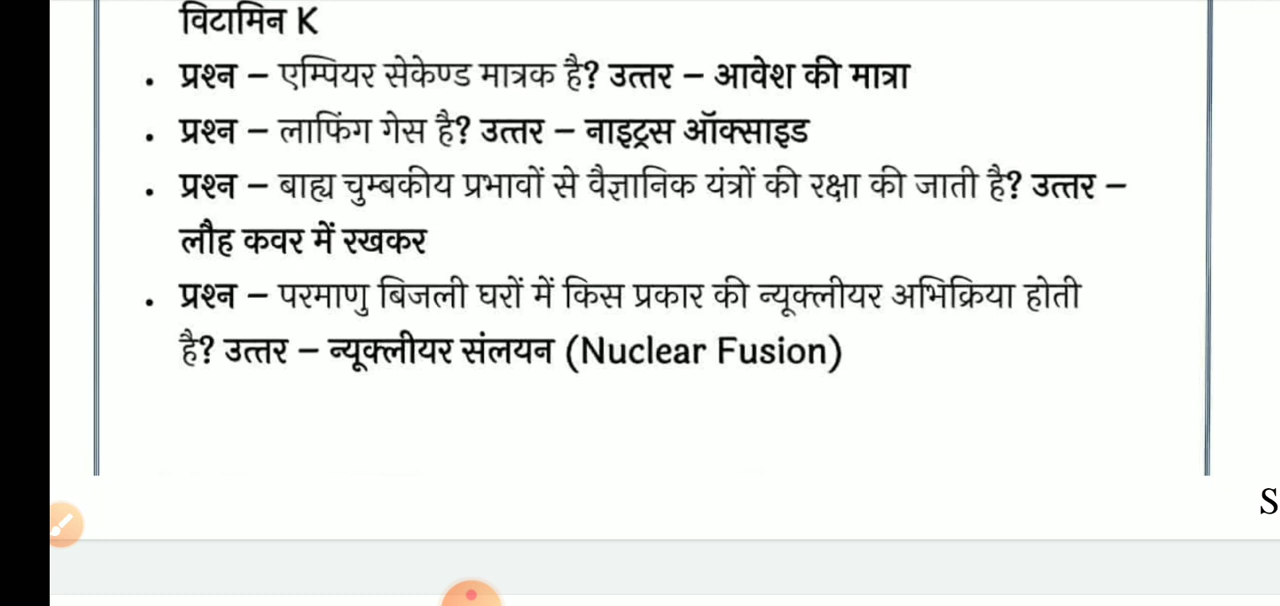 विटामिन K
• प्रश्न – एम्पियर सेकेण्ड मात्रक है? उत्तर – आवेश की मात्रा
• प्रश्न – लाफिंग गेस है? उत्तर – नाइट्रस ऑक्साइड
• प्रश्न – बाह्य चुम्बकीय प्रभावों से वैज्ञानिक यंत्रों की रक्षा की जाती है? उत्तर –
लौह कवर में रखकर
• प्रश्न – परमाणु बिजली घरों में किस प्रकार की न्यूक्लीयर अभिक्रिया होती
है? उत्तर – न्यूक्लीयर संलयन (Nuclear Fusion)
S